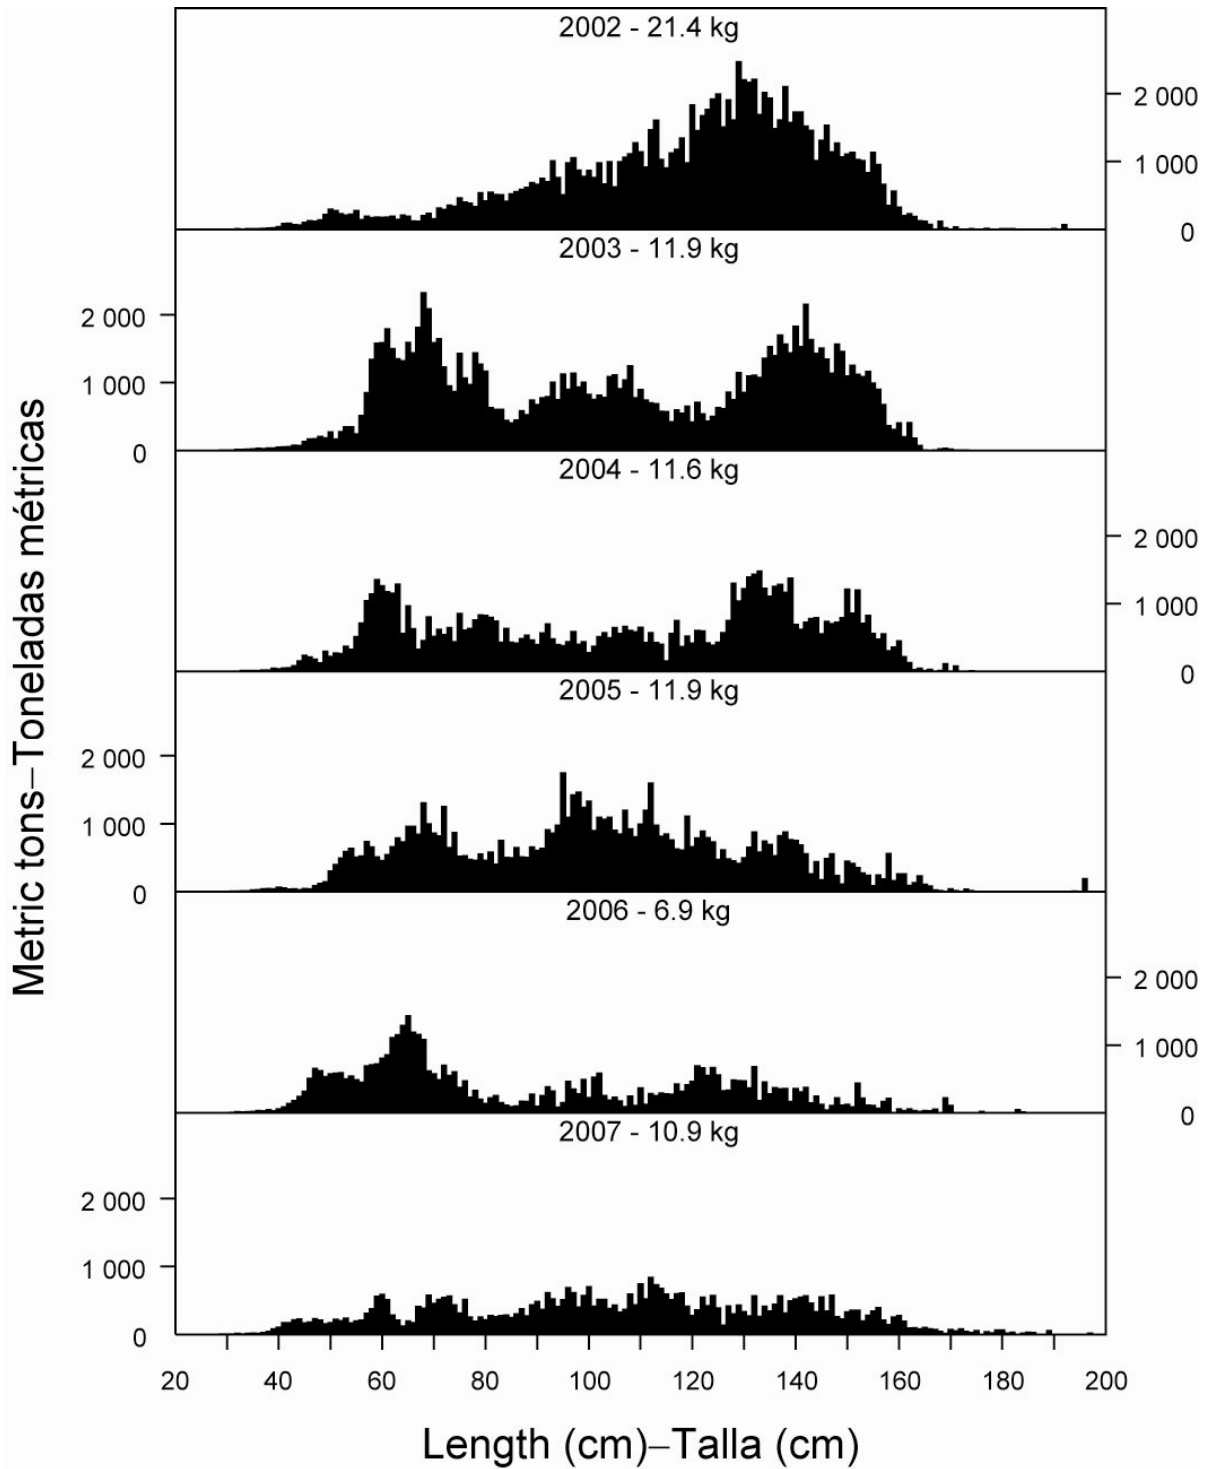 2002 - 21.4 kg
2 000
1 000
0
2003 - 11.9 kg
2 000
1 000
0
2004 - 11.6 kg
2 000
1 000
0
2005 - 11.9 kg
2 000
1 000
0
2006 - 6.9 kg
2 000
1 000
0
2007 - 10.9 kg
2 000
1 000
0
Metric tons–Toneladas métricas
20 40 60 80 100 120 140 160 180 200
Length (cm)–Talla (cm)